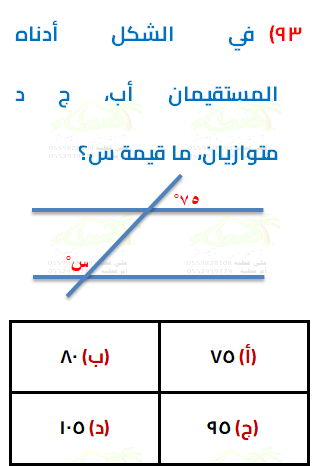 ٩٣) في الشكل أدناه
المستقيمان أب، ج د
متوازيان، ما قيمة س؟
٧٥°
س°
(أ) ٧٥
(ب) ٨٠
(ج) ٩٥
(د) ١٠٥